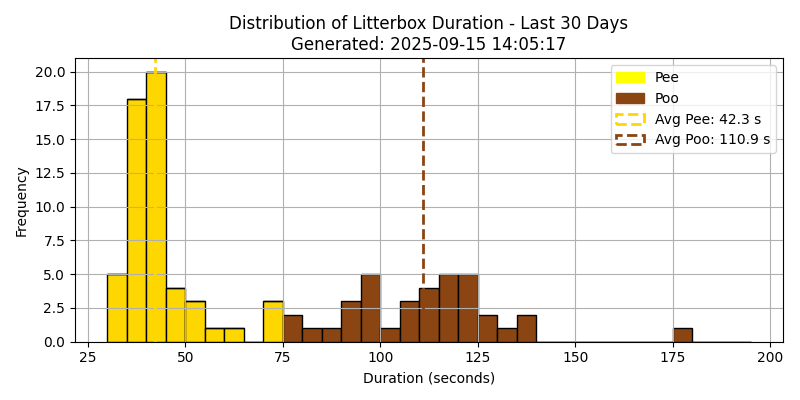 Distribution of Litterbox Duration - Last 30 Days
Generated: 2025-09-15 14:05:17
Pee
Poo
Avg Pee: 42.3 s
Avg Poo: 110.9 s
Frequency
20.0
17.5
15.0
12.5
10.0
7.5
5.0
2.5
0.0
25 50 75 100 125 150 175 200
Duration (seconds)